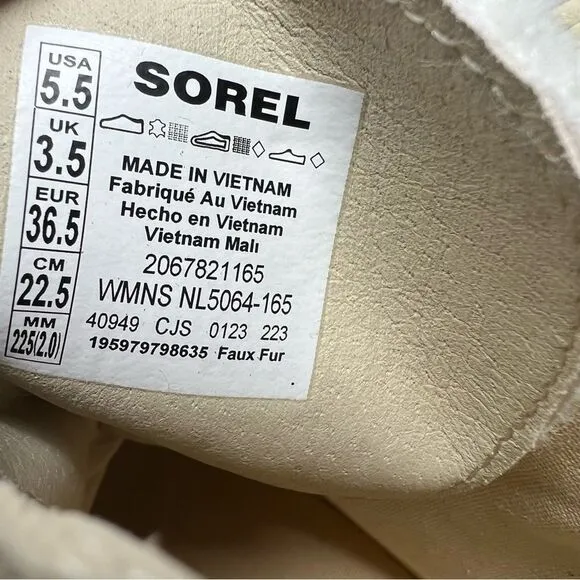 USA
5.5
UK
3.5
EUR
36.5
CM
22.5
MM
225(2.0)
SOREL
MADE IN VIETNAM
Fabriqué Au Vietnam
Hecho en Vietnam
Vietnam Malı
2067821165
WMNS NL5064-165
40949 CJS 0123 223
195979798635 Faux Fur